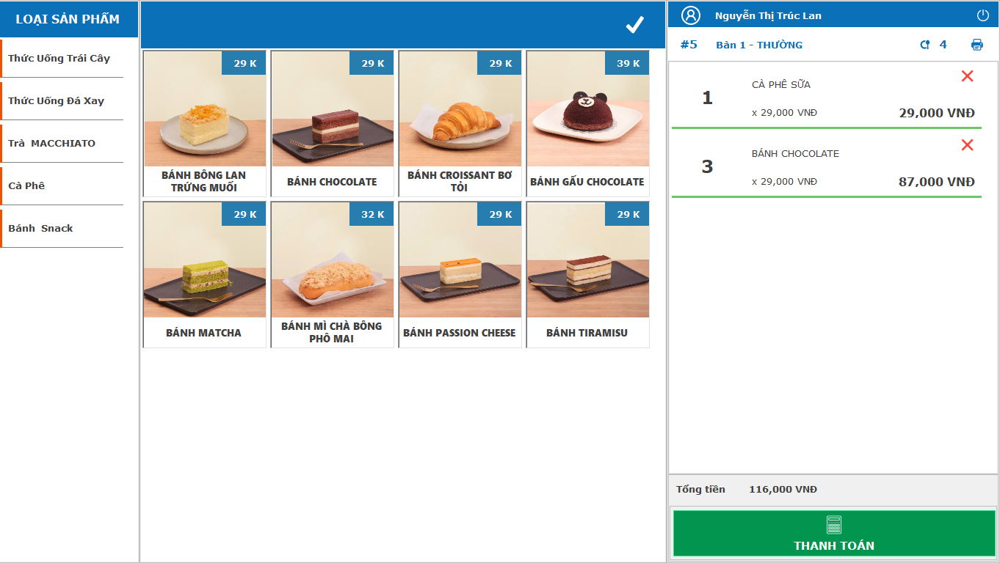 LOẠI SẢN PHẨM
Thức Uống Trái Cây
Thức Uống Đá Xay
Trà  MACCHIATO
Cà Phê
Bánh  Snack
29 K
29 K
29 K
39 K
BÁNH BÔNG LAN
TRỨNG MUỐI
BÁNH CHOCOLATE
BÁNH CROISSANT BƠ
TỎI
BÁNH GẤU CHOCOLATE
29 K
32 K
29 K
29 K
BÁNH MATCHA
BÁNH MÌ CHÀ BÔNG
PHÔ MAI
BÁNH PASSION CHEESE
BÁNH TIRAMISU
Nguyễn Thị Trúc Lan
#5 Bàn 1 - THƯỜNG 4
1
CÀ PHÊ SỮA
x 29,000 VNĐ 29,000 VNĐ
3
BÁNH CHOCOLATE
x 29,000 VNĐ 87,000 VNĐ
Tổng tiền 116,000 VNĐ
THANH TOÁN